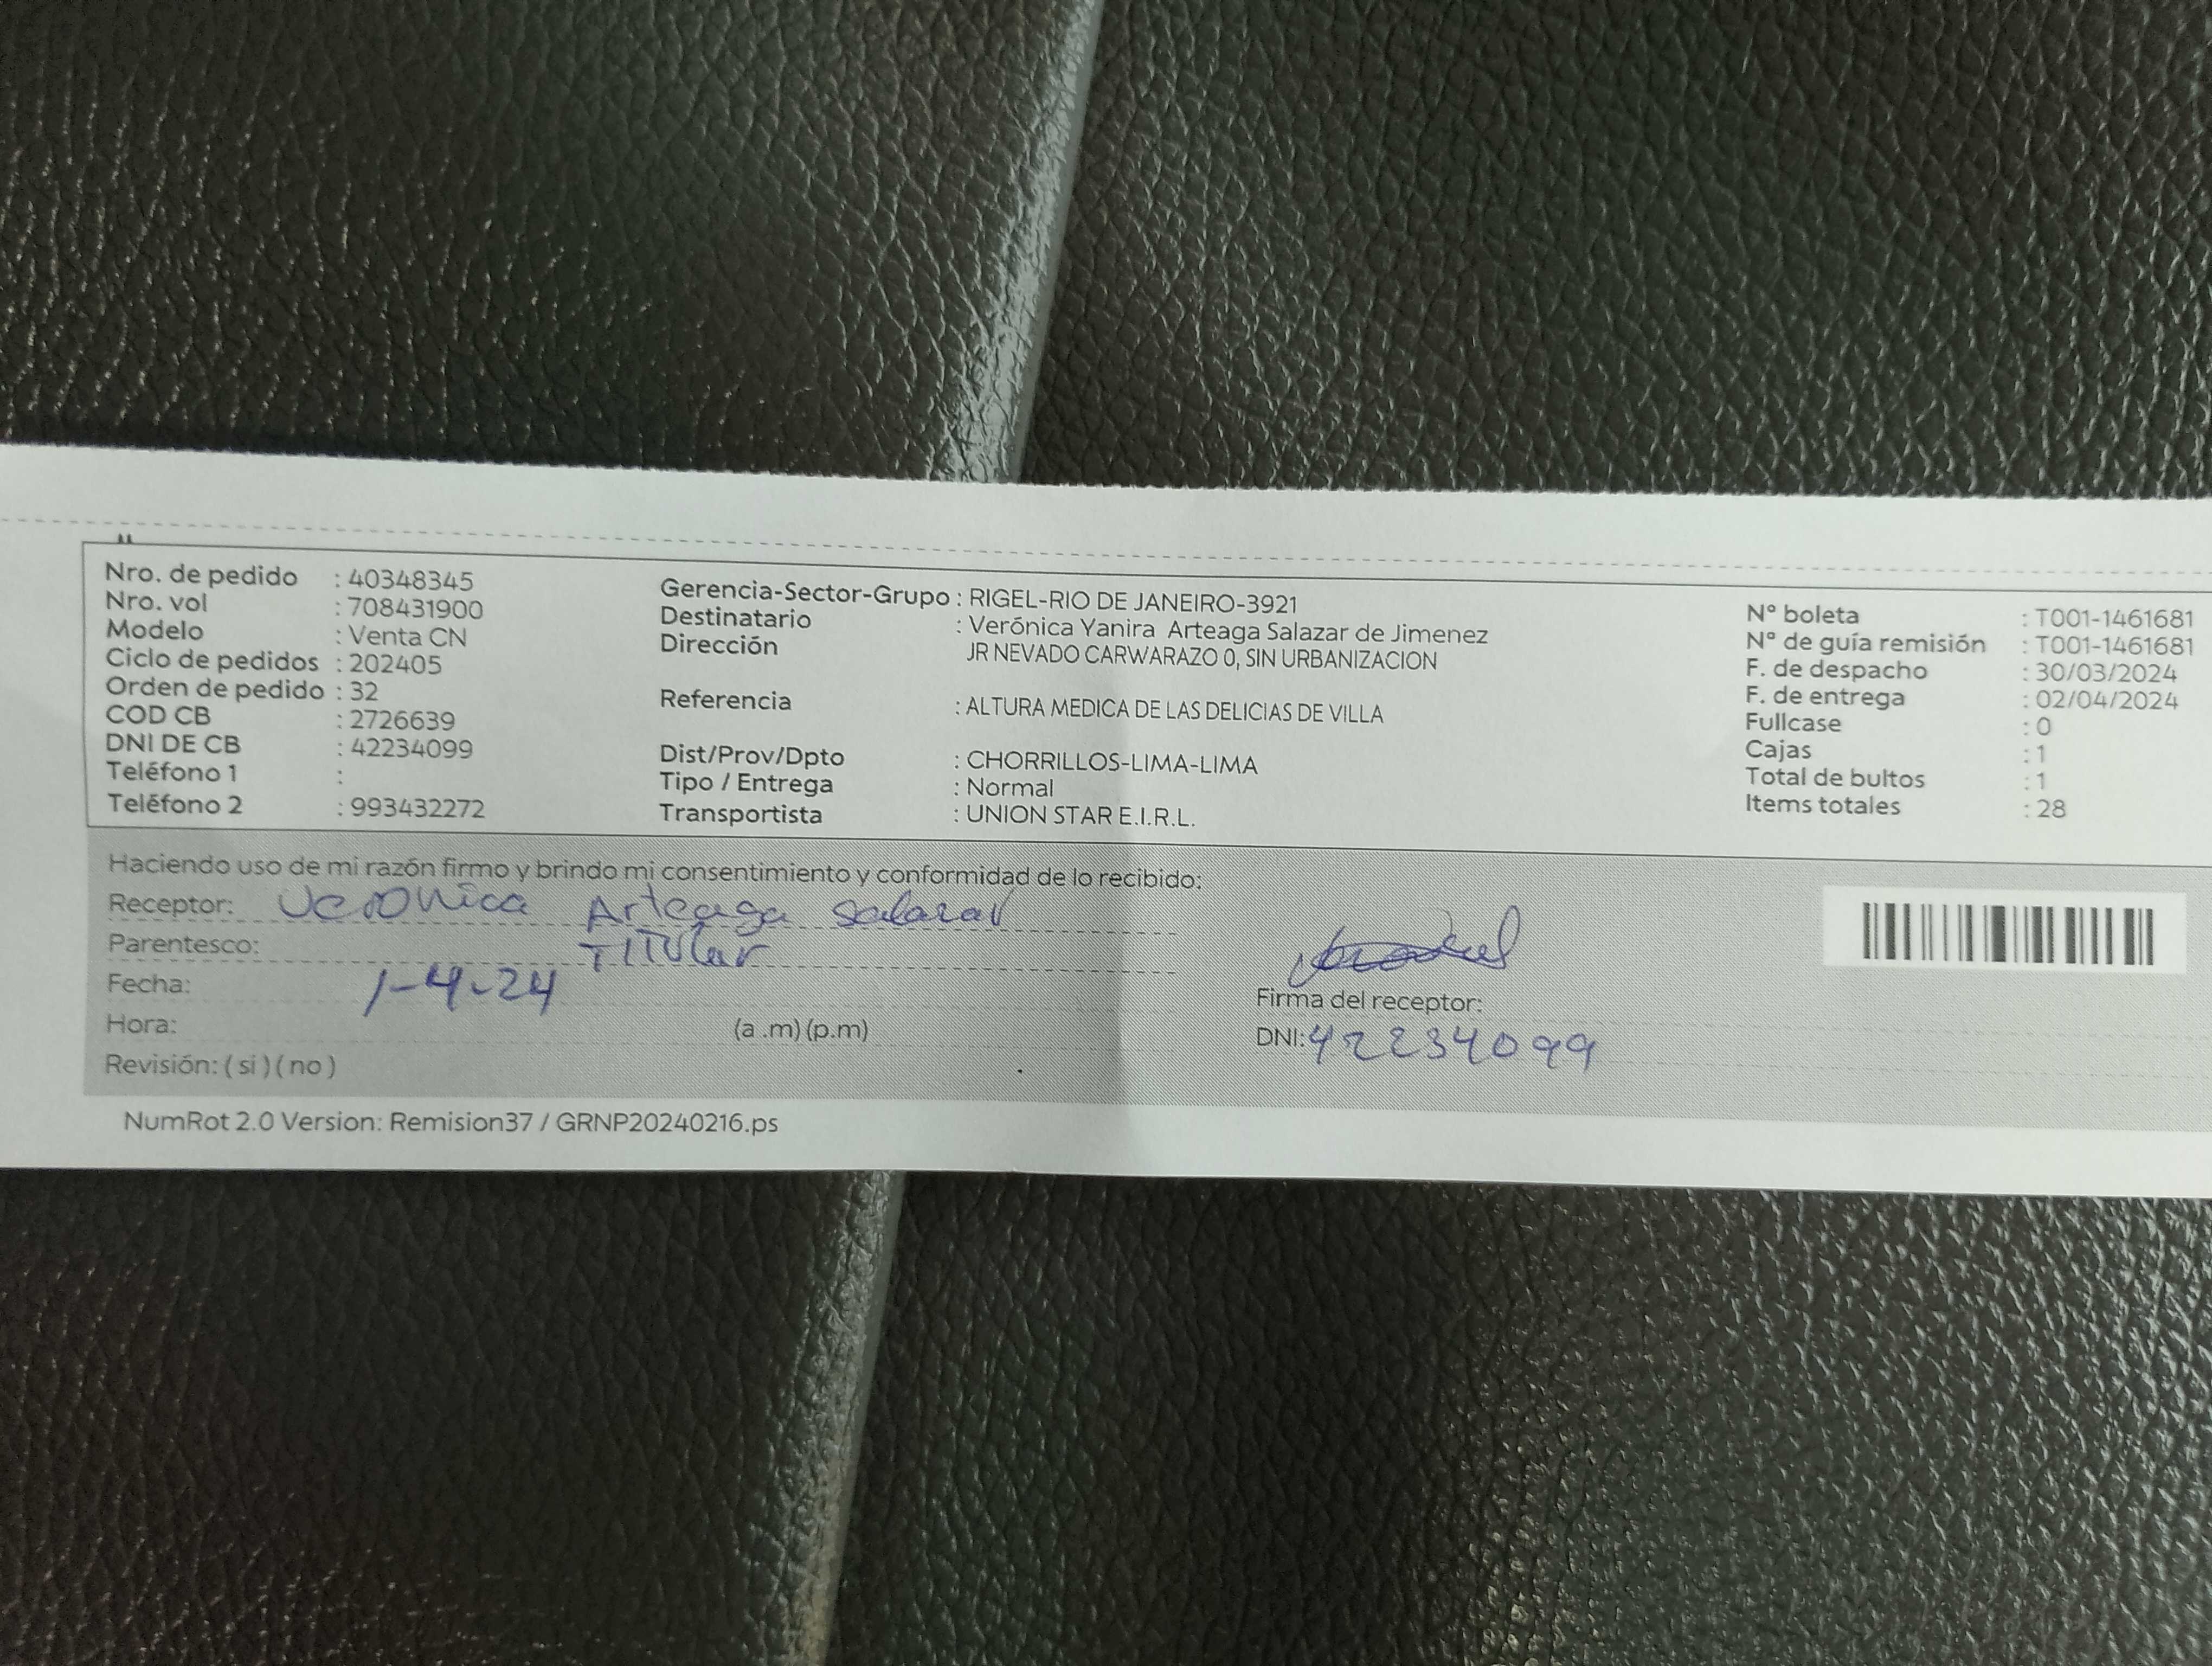 Nro. de pedido : 40348345
Nro. vol : 708431900
Modelo : Venta CN
Ciclo de pedidos : 202405
Orden de pedido : 32
COD CB : 2726639
DNI DE CB : 42234099
Teléfono 1 :
Teléfono 2 : 993432272
Gerencia-Sector-Grupo : RIGEL-RIO DE JANEIRO-3921
Destinatario : Verónica Yanira Arteaga Salazar de Jimenez
Dirección JR NEVADO CARWARAZO 0, SIN URBANIZACION
Referencia : ALTURA MEDICA DE LAS DELICIAS DE VILLA
Dist/Prov/Dpto : CHORRILLOS-LIMA-LIMA
Tipo / Entrega : Normal
Transportista : UNION STAR E.I.R.L.
N° boleta : T001-1461681
N° de guía remisión : T001-1461681
F. de despacho : 30/03/2024
F. de entrega : 02/04/2024
Fullcase : 0
Cajas : 1
Total de bultos : 1
Items totales : 28
Haciendo uso de mi razón firmo y brindo mi consentimiento y conformidad de lo recibido:
Receptor: Veronica Arteaga Salazar
Parentesco: TITular
Fecha: 1-4-24
Hora: (a .m) (p.m)
Revisión: ( si ) ( no )
Firma del receptor:
DNI: 42234099
NumRot 2.0 Version: Remision37 / GRNP20240216.ps